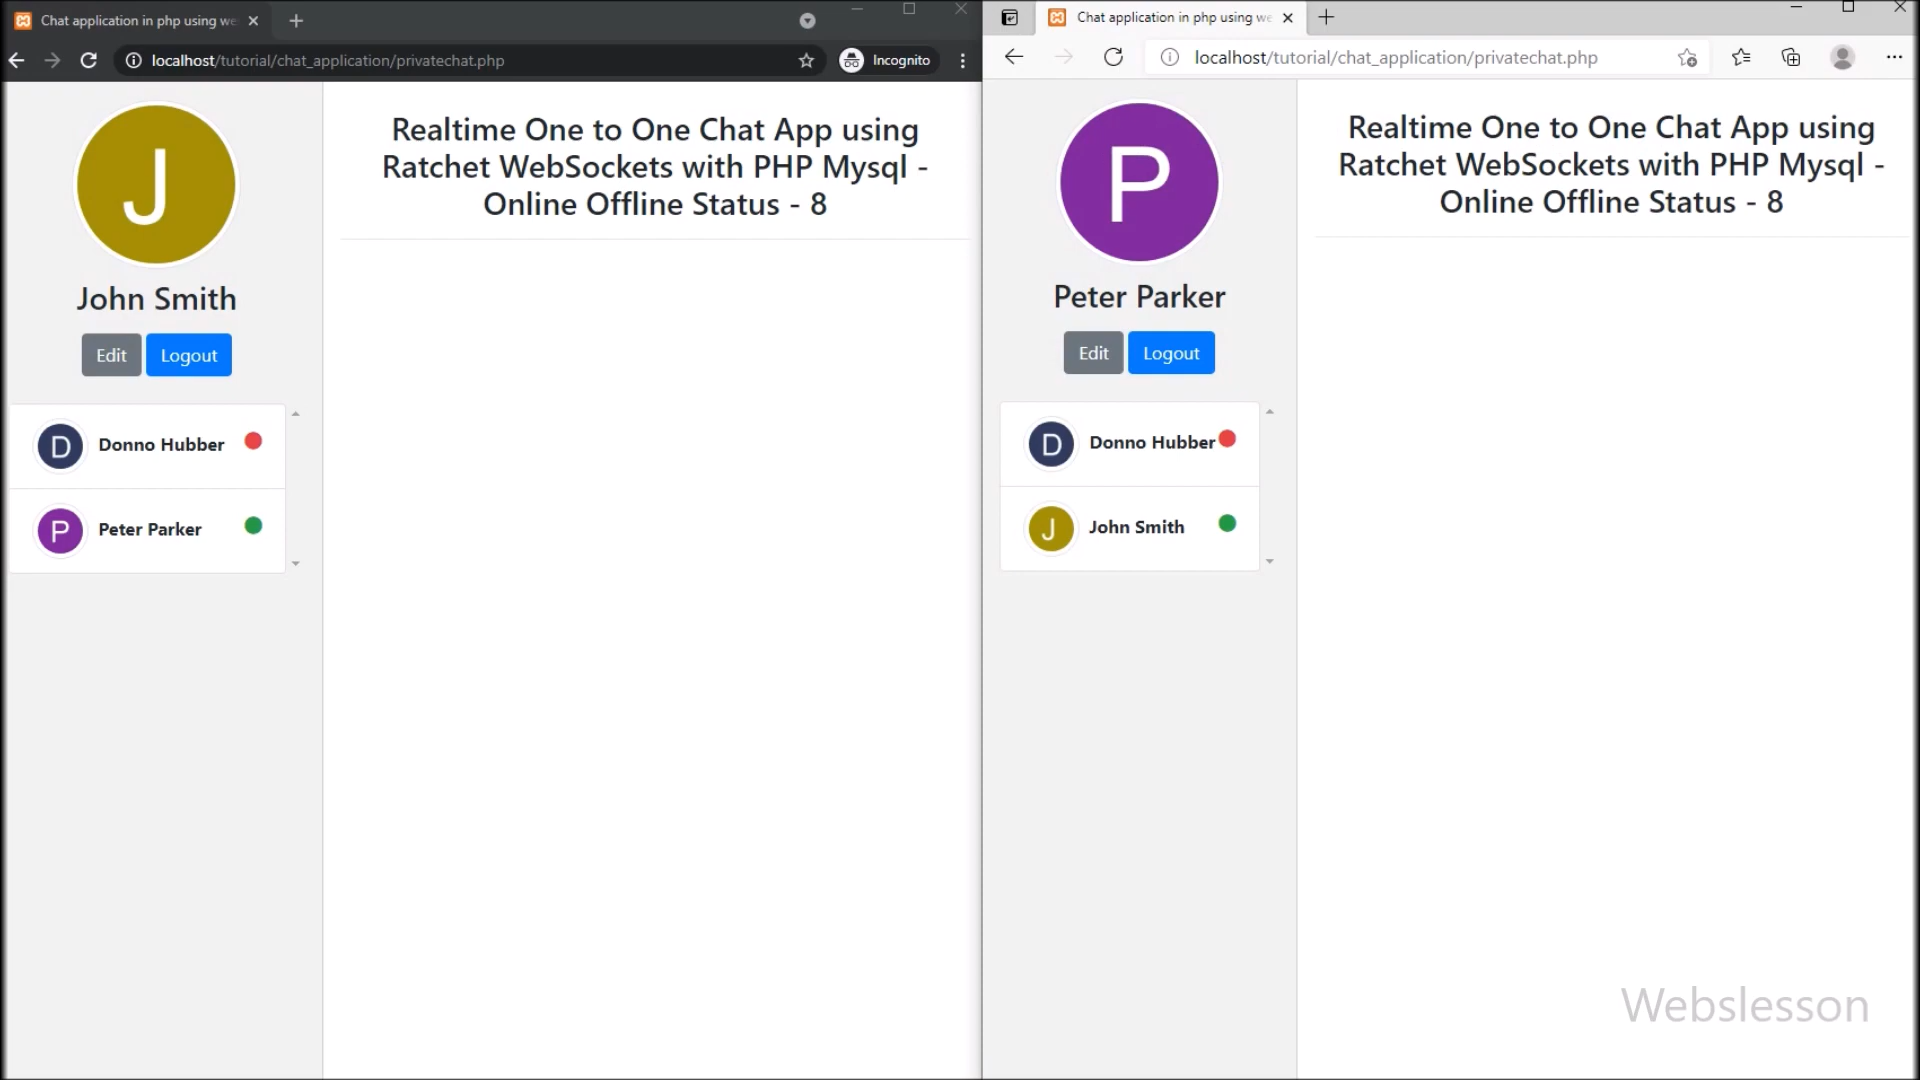 Chat application in php using we
localhost/tutorial/chat_application/privatechat.php
Incognito
J
John Smith
Edit
Logout
D
Donno Hubber
P
Peter Parker
Realtime One to One Chat App using
Ratchet WebSockets with PHP Mysql -
Online Offline Status - 8
Chat application in php using we
localhost/tutorial/chat_application/privatechat.php
P
Peter Parker
Edit
Logout
D
Donno Hubber
J
John Smith
Realtime One to One Chat App using
Ratchet WebSockets with PHP Mysql -
Online Offline Status - 8
Webslesson